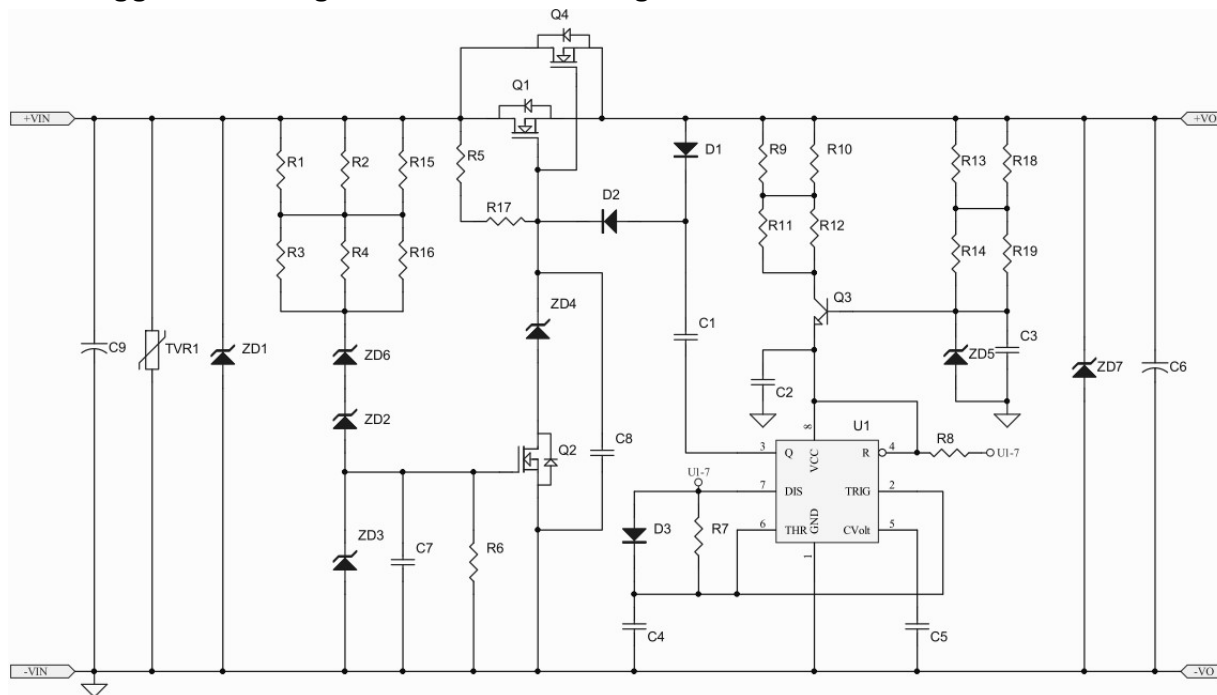 Q4
Q1
+VIN
+VO
R1
R2
R15
R5
D1
R9
R10
R13
R18
D2
R17
R3
R4
R16
R11
R12
R14
R19
Q3
ZD4
C1
C3
C9
TVR1
ZD1
ZD6
ZD5
ZD7
C6
C2
ZD2
U1
8
Q2
C8
3
Q
VCC
R
4
R8
U1-7
U1-7
7
DIS
TRIG
2
D3
R7
6
THR
GND
CVolt
5
ZD3
C7
R6
1
C4
C5
-VIN
-VO